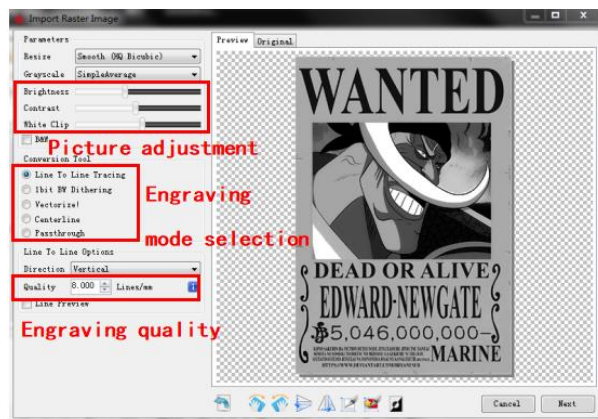 Import Raster Image
Parameters
Resize Smooth (HQ Bicubic)
Grayscale SimpleAverage
Brightness
Contrast
White Clip
B&W
Picture adjustment
Conversion Tool
Line To Line Tracing
1bit BW Dithering
Vectorize!
Centerline
Passthrough
Engraving
mode selection
Line To Line Options
Direction Vertical
Quality 8.000 Lines/mm
Line Preview
Engraving quality
Preview Original
WANTED
DEAD OR ALIVE
EDWARD·NEWGATE
5,046,000,000-
MARINE
Cancel Next